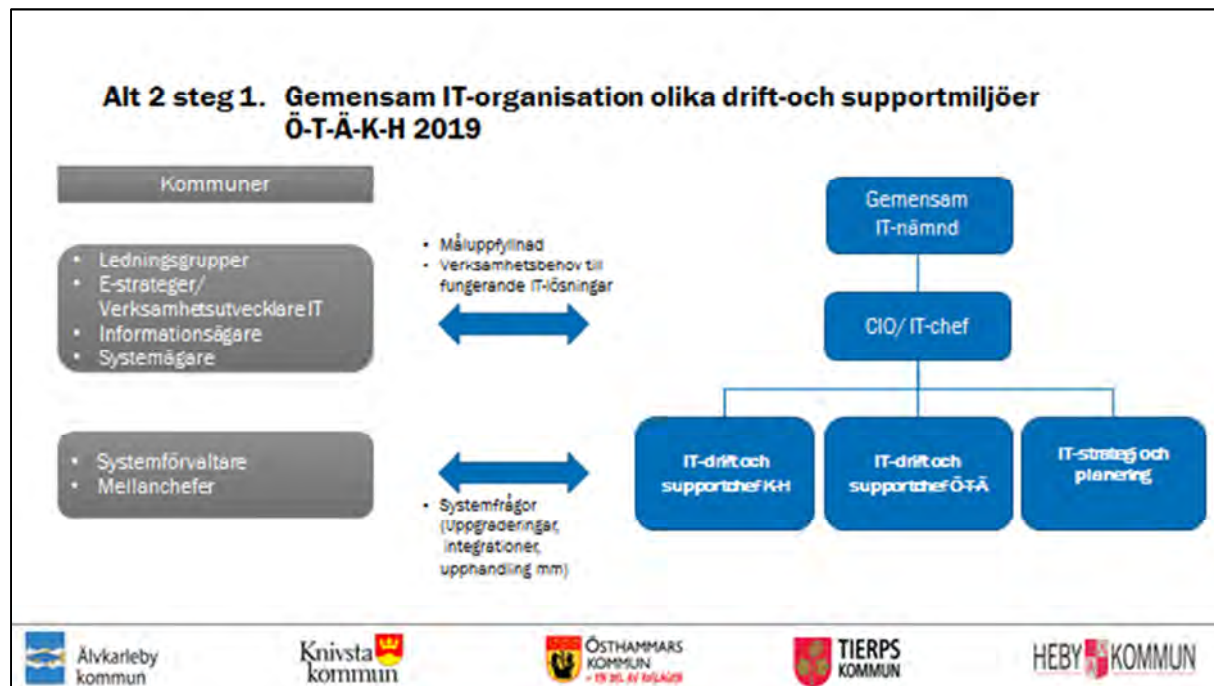 Alt 2 steg 1. Gemensam IT-organisation olika drift-och supportmiljöer
Ö-T-Ä-K-H 2019
Kommuner
• Ledningsgrupper
• E-strateger/
Verksamhetsutvecklare IT
• Informationsägare
• Systemägare
• Måluppfyllnad
• Verksamhetsbehov till
fungerande IT-lösningar
• Systemförvaltare
• Mellanchefer
• Systemfrågor
(Uppgraderingar,
integrationer,
upphandling mm)
Gemensam
IT-nämnd
CIO/ IT-chef
IT-drift och
supportchef K-H
IT-drift och
supportchef Ö-T-Ä
IT-strategi och
planering
Älvkarleby
kommun
Knivsta
kommun
ÖSTHAMMARS
KOMMUN
TIERPS
KOMMUN
HEBY KOMMUN